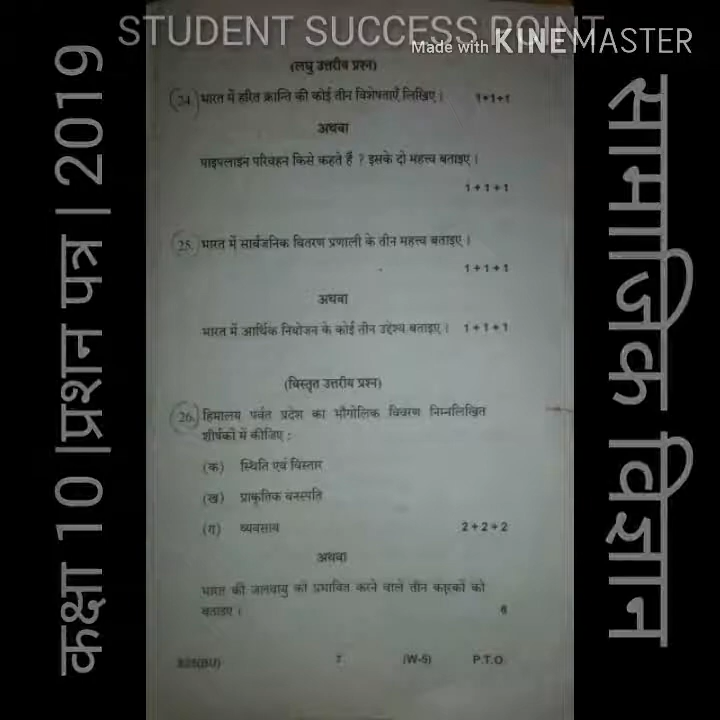 STUDENT SUCCESS POINT
Made with KINEMASTER
कक्षा 10 |प्रशन पत्र | 2019
(लघु उत्तरीय प्रश्न)
24. भारत में हरित क्रान्ति की कोई तीन विशेषताएँ लिखिए। 1+1+1
अथवा
पाइपलाइन परिवहन किसे कहते हैं ? इसके दो महत्त्व बताइए।
1+1+1
25. भारत में सार्वजनिक वितरण प्रणाली के तीन महत्त्व बताइए।
1+1+1
अथवा
भारत में आर्थिक नियोजन के कोई तीन उद्देश्य बताइए। 1+1+1
(विस्तृत उत्तरीय प्रश्न)
26. हिमालय पर्वत प्रदेश का भौगोलिक विवरण निम्नलिखित
शीर्षकों में कीजिए :
(क) स्थिति एवं विस्तार
(ख) प्राकृतिक वनस्पति
(ग) व्यवसाय 2+2+2
अथवा
भारत की जलवायु को प्रभावित करने वाले तीन कारकों को
बताइए। 6
825(BU) 7 (W-5) P.T.O.
सामाजिक विज्ञान